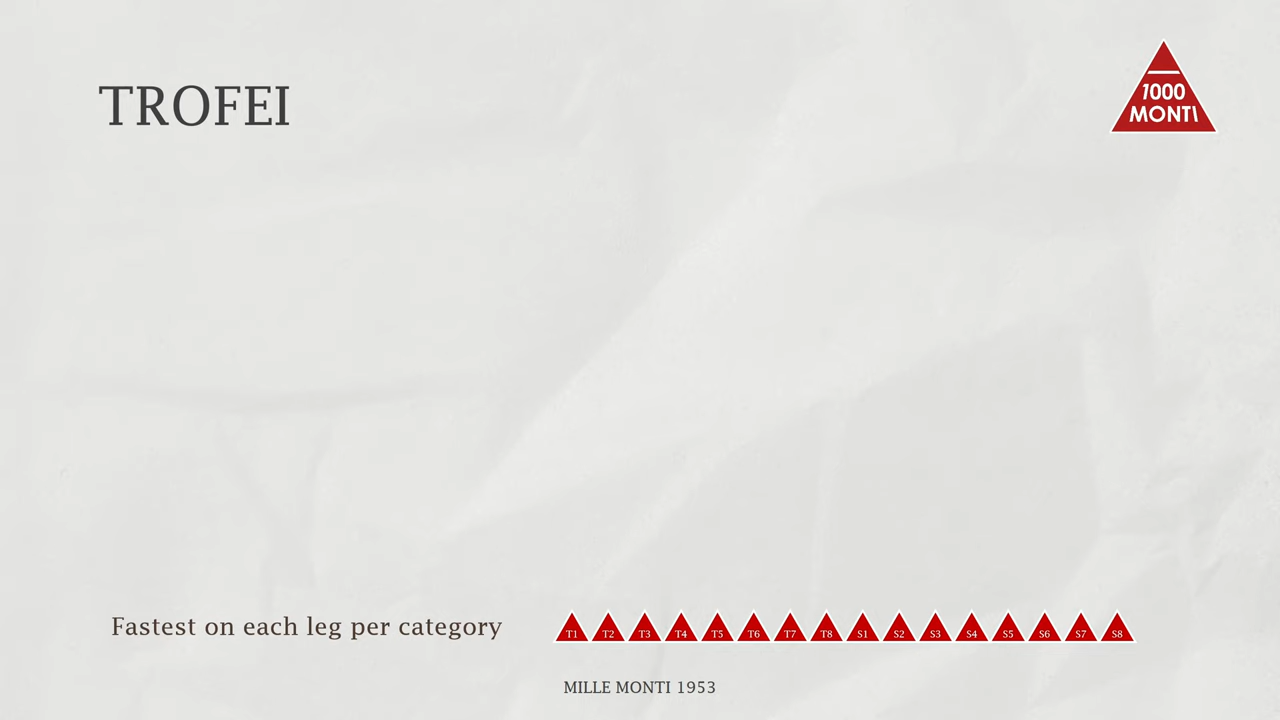 TROFEI
1000
MONTI
Fastest on each leg per category
T1 T2 T3 T4 T5 T6 T7 T8 S1 S2 S3 S4 S5 S6 S7 S8
MILLE MONTI 1953